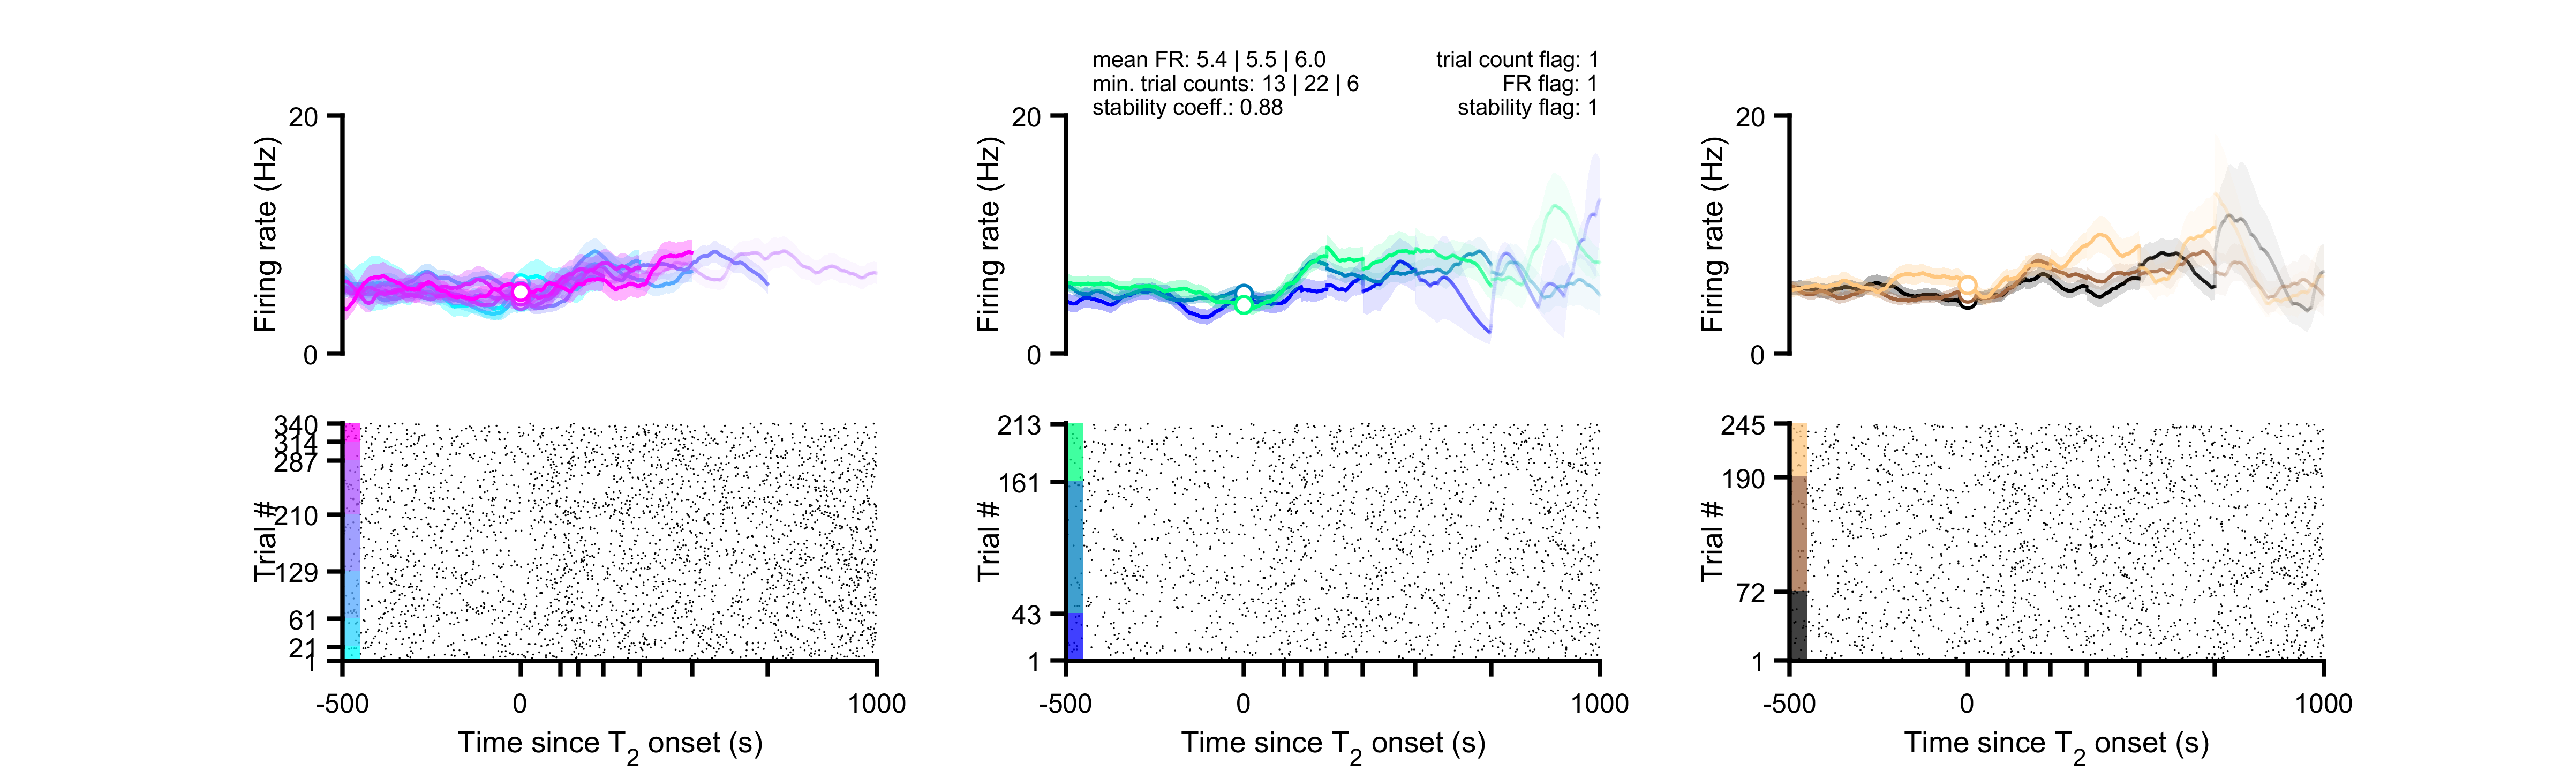 mean FR: 5.4 | 5.5 | 6.0
min. trial counts: 13 | 22 | 6
stability coeff.: 0.88
trial count flag: 1
FR flag: 1
stability flag: 1
20
Firing rate (Hz)
0
20
Firing rate (Hz)
0
20
Firing rate (Hz)
0
340
314
287
210
129
61
21
1
Trial #
-500
0
1000
Time since T2 onset (s)
213
161
43
1
Trial #
-500
0
1000
Time since T2 onset (s)
245
190
72
1
Trial #
-500
0
1000
Time since T2 onset (s)